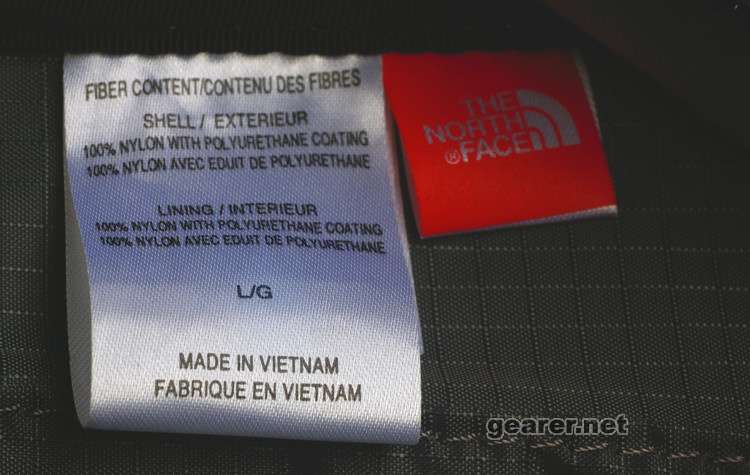 FIBER CONTENT/CONTENU DES FIBRES
SHELL / EXTERIEUR
100% NYLON WITH POLYURETHANE COATING
100% NYLON AVEC EDUIT DE POLYURETHANE
LINING / INTERIEUR
100% NYLON WITH POLYURETHANE COATING
100% NYLON AVEC EDUIT DE POLYURETHANE
L/G
MADE IN VIETNAM
FABRIQUE EN VIETNAM
THE
NORTH
®FACE
gearer.net